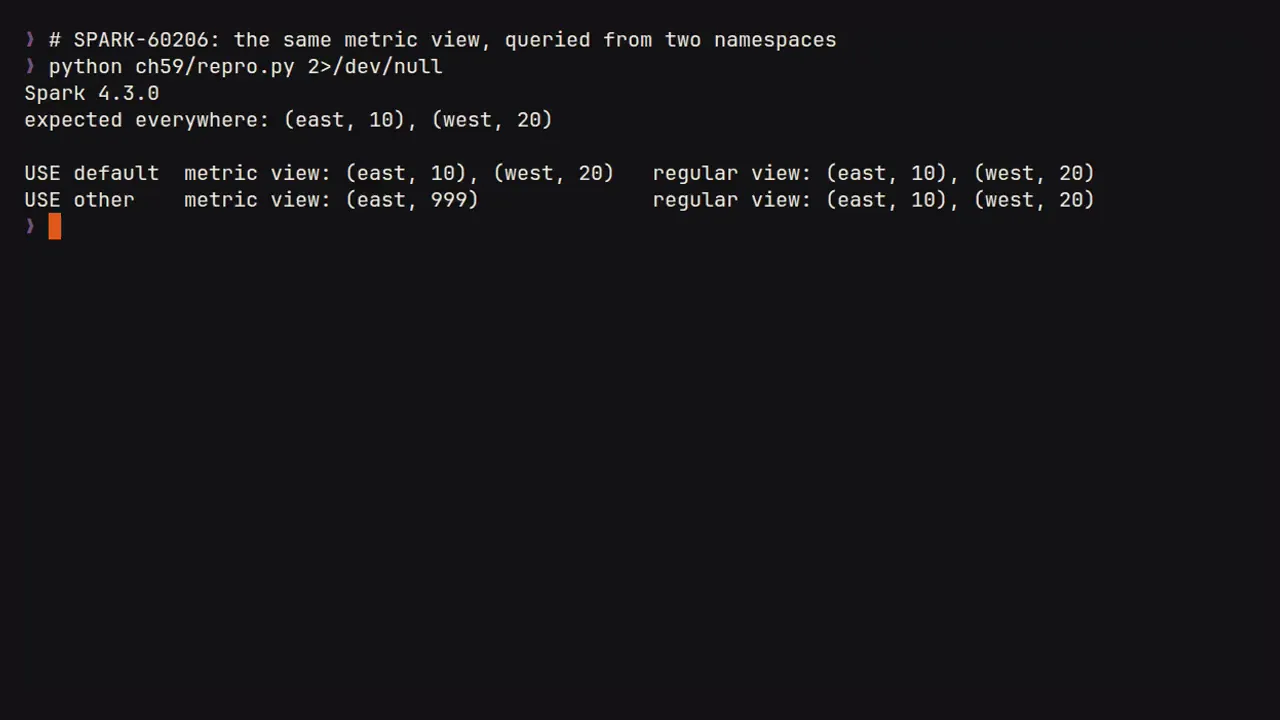 ❯ # SPARK-60206: the same metric view, queried from two namespaces
❯ python ch59/repro.py 2>/dev/null
Spark 4.3.0
expected everywhere: (east, 10), (west, 20)
USE default  metric view: (east, 10), (west, 20)   regular view: (east, 10), (west, 20)
USE other    metric view: (east, 999)              regular view: (east, 10), (west, 20)
❯